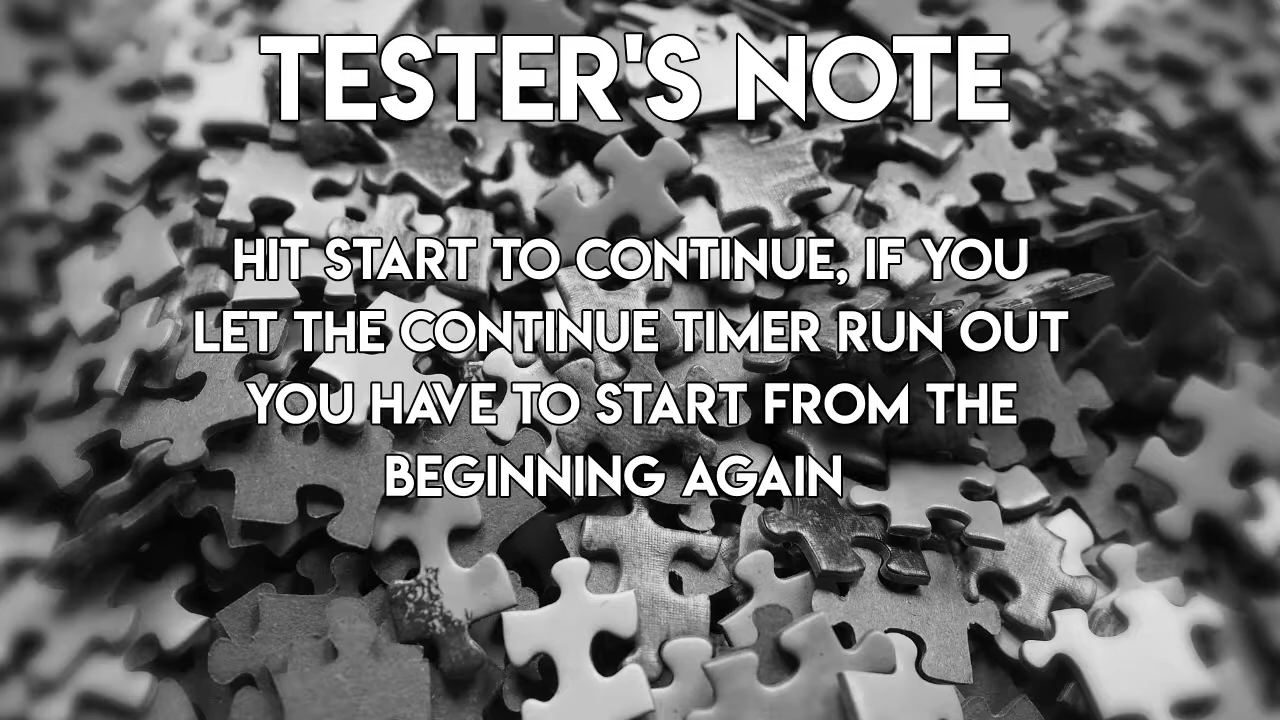 TESTER'S NOTE
HIT START TO CONTINUE, IF YOU
LET THE CONTINUE TIMER RUN OUT
YOU HAVE TO START FROM THE
BEGINNING AGAIN